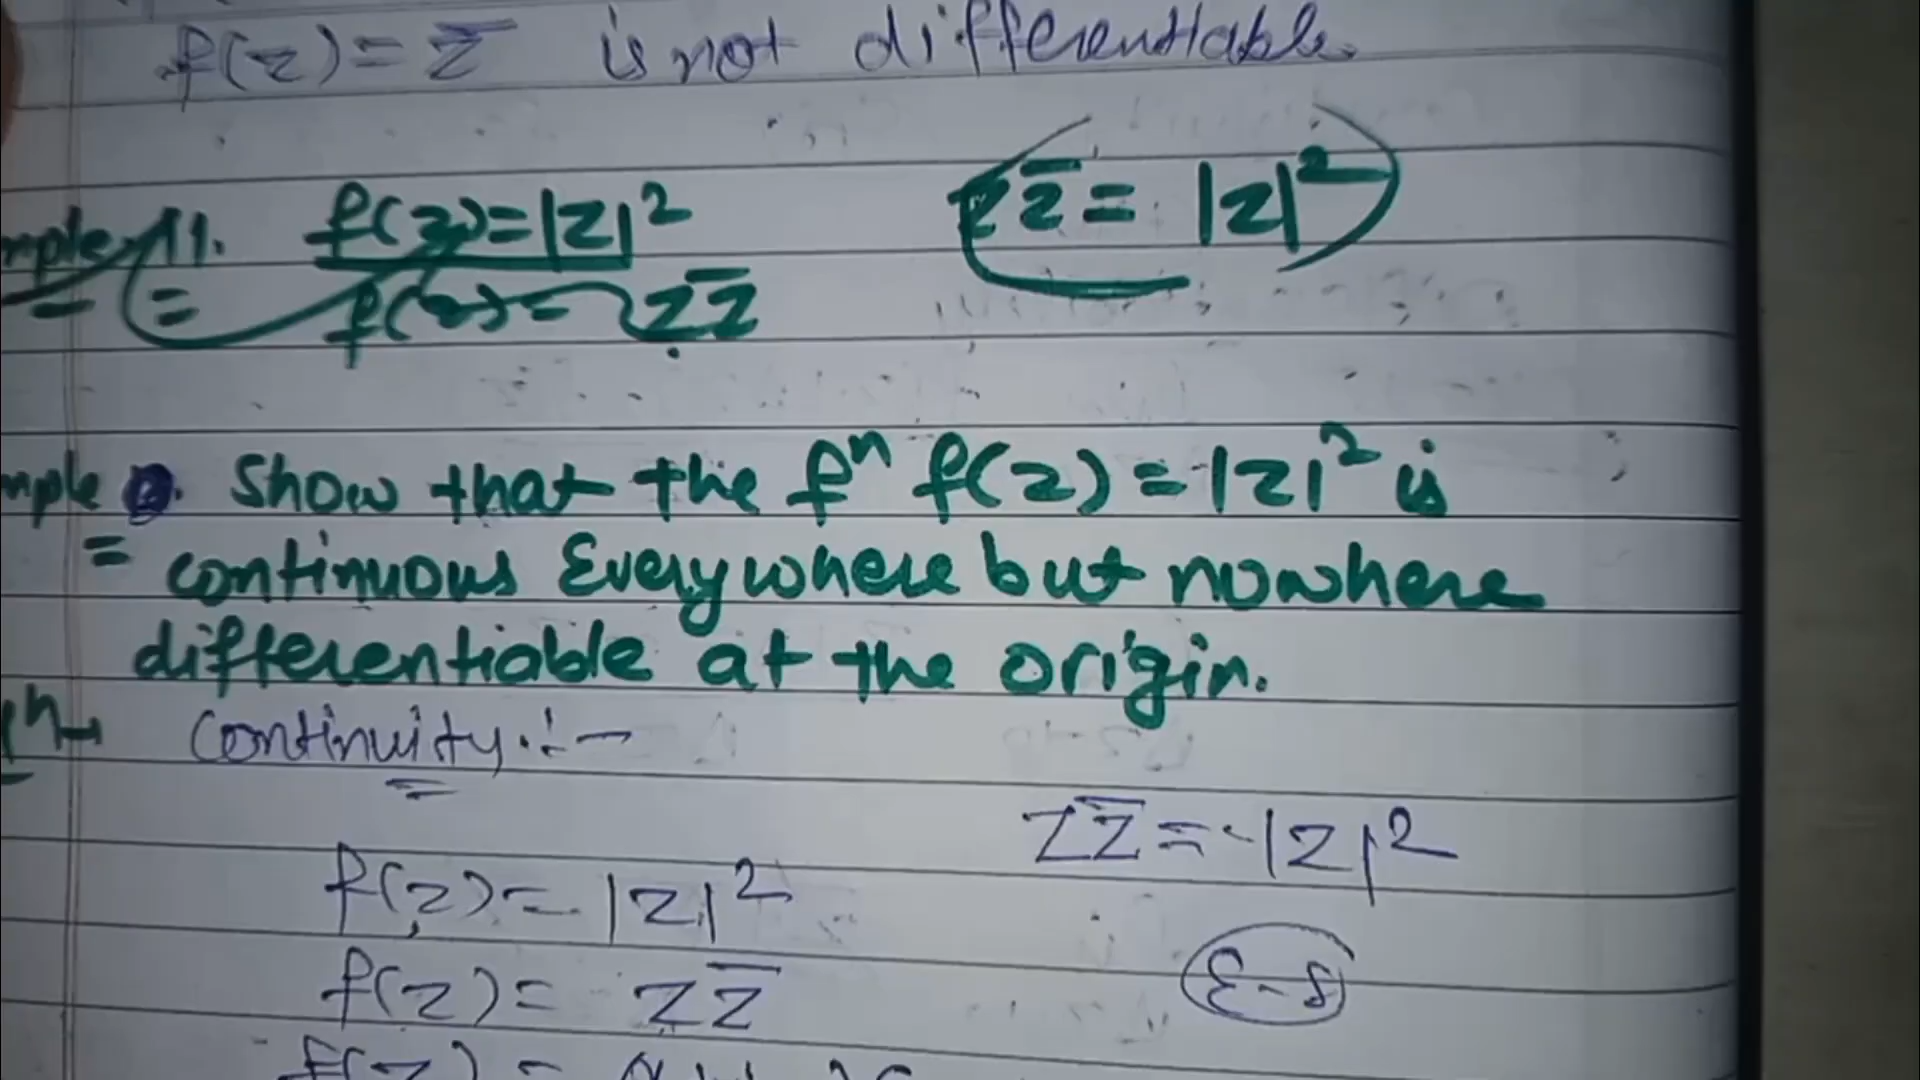 f(z) = z̅ is not differentiable.
mple 11. f(z) = |z|² zz̅ = |z|²
= f(z) = zz̅
mple Show that the fⁿ f(z) = |z|² is
= continuous Everywhere but nowhere
differentiable at the origin.
continuity :-
zz̅ = |z|²
f(z) = |z|²
f(z) = zz̅
ε-δ
f(z) =